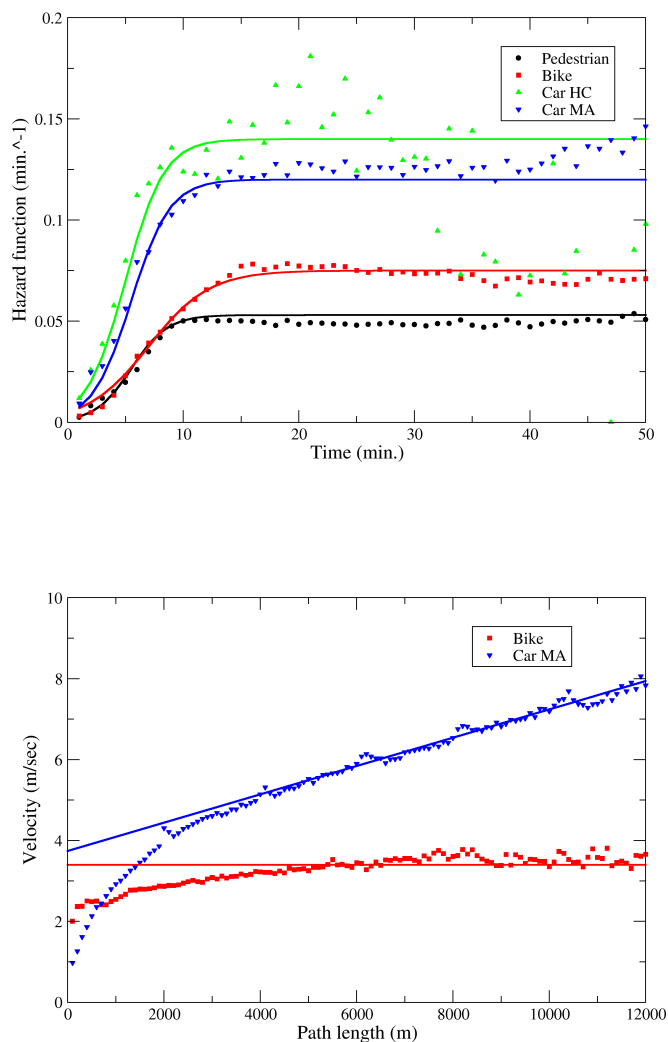 0.2
0.15
0.1
0.05
0
Hazard function (min.^-1)
Pedestrian
Bike
Car HC
Car MA
0 10 20 30 40 50
Time (min.)
10
8
6
4
2
0
Velocity (m/sec)
Bike
Car MA
0 2000 4000 6000 8000 10000 12000
Path length (m)